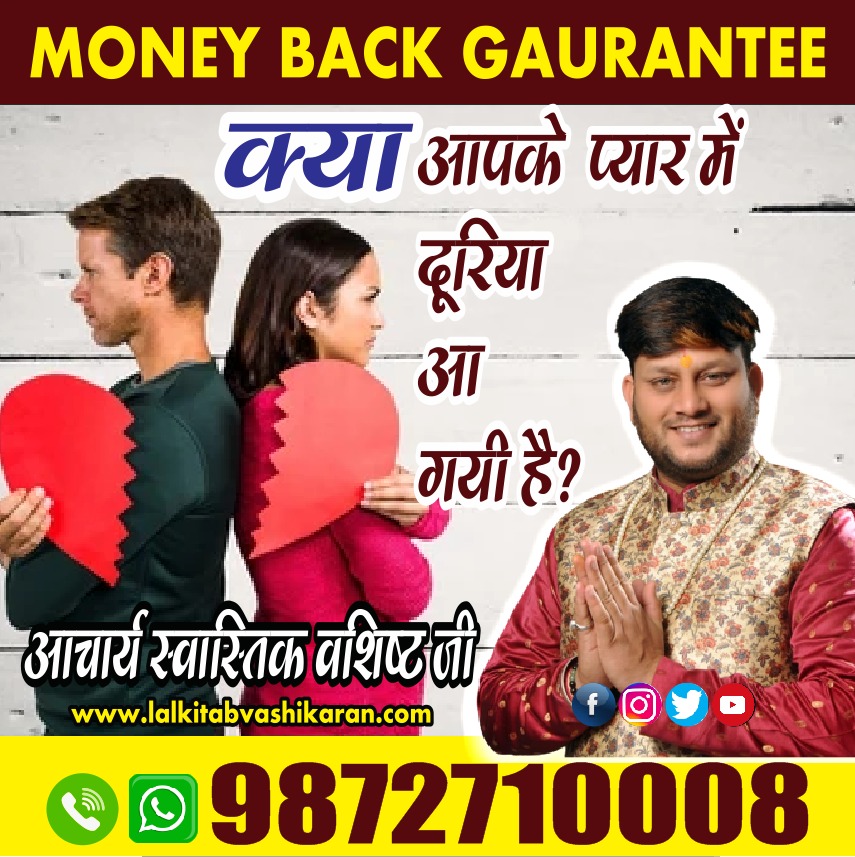 MONEY BACK GAURANTEE
क्या आपके प्यार में
दूरिया
आ
गयी है?
आचार्य स्वास्तिक वशिष्ट जी
www.lalkitabvashikaran.com
9872710008